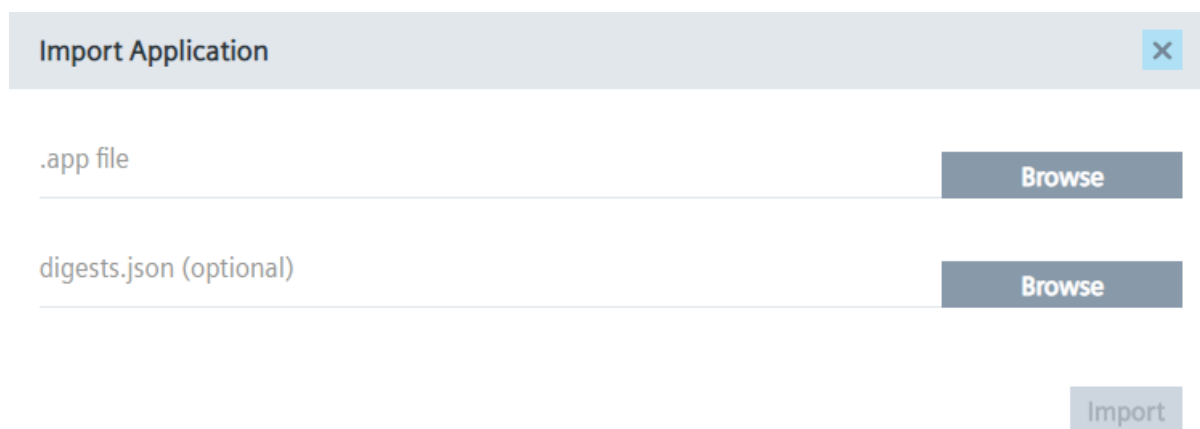 Import Application
.app file
Browse
digests.json (optional)
Browse
Import